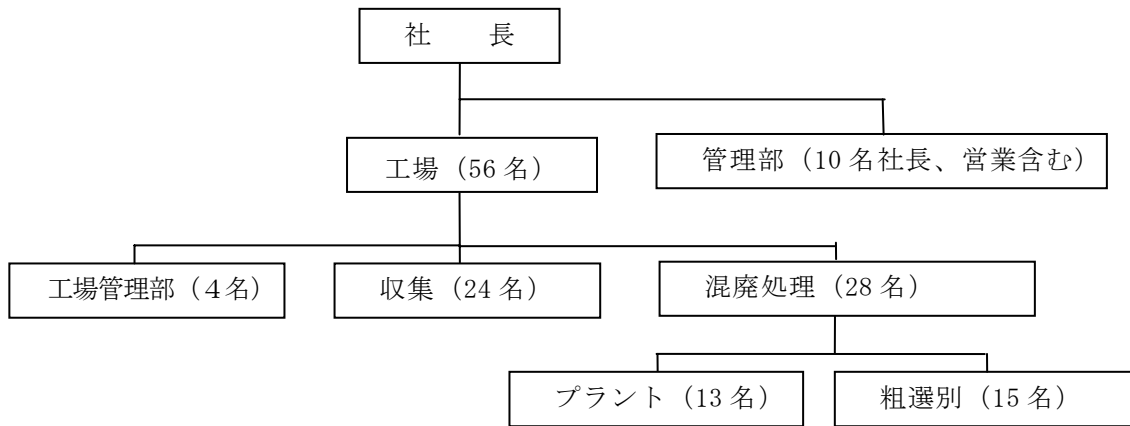 社　　長
工場（56 名）
管理部（10 名社長、営業含む）
工場管理部（４名）
収集（24 名）
混廃処理（28 名）
プラント（13 名）
粗選別（15 名）